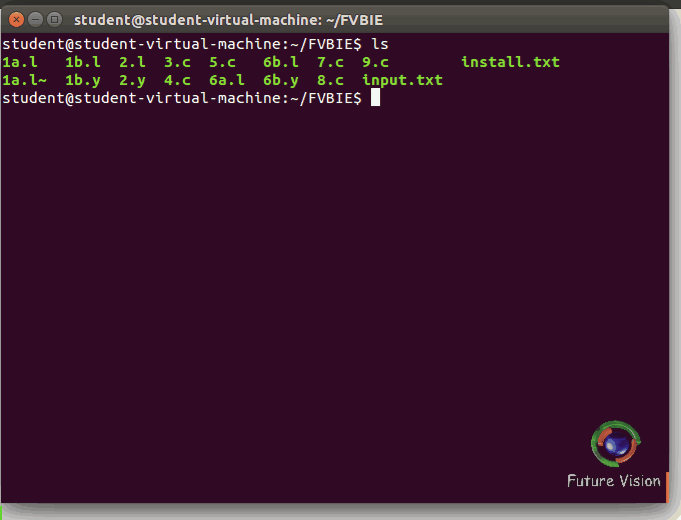 student@student-virtual-machine: ~/FVBIE
student@student-virtual-machine:~/FVBIE$ ls
1a.l 1b.l 2.l 3.c 5.c 6b.l 7.c 9.c install.txt
1a.l~ 1b.y 2.y 4.c 6a.l 6b.y 8.c input.txt
student@student-virtual-machine:~/FVBIE$
Future Vision